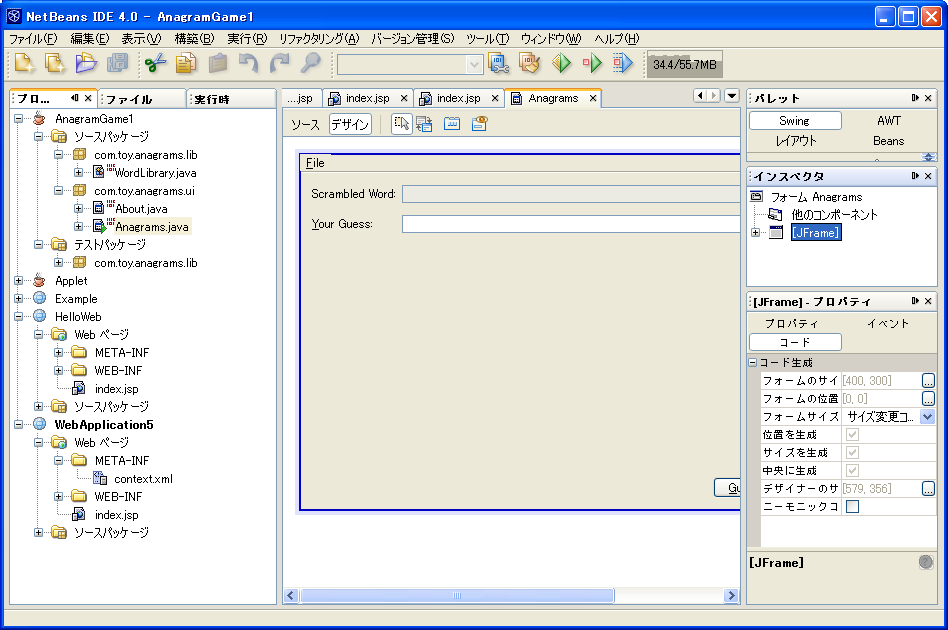 NetBeans IDE 4.0 - AnagramGame1
ファイル(F) 編集(E) 表示(V) 構築(B) 実行(R) リファクタリング(A) バージョン管理(S) ツール(T) ウィンドウ(W) ヘルプ(H)
34.4/55.7MB
プロ... ファイル 実行時
AnagramGame1
ソースパッケージ
com.toy.anagrams.lib
WordLibrary.java
com.toy.anagrams.ui
About.java
Anagrams.java
テストパッケージ
com.toy.anagrams.lib
Applet
Example
HelloWeb
Web ページ
META-INF
WEB-INF
index.jsp
ソースパッケージ
WebApplication5
Web ページ
META-INF
context.xml
WEB-INF
index.jsp
ソースパッケージ
...jsp index.jsp index.jsp Anagrams
ソース デザイン
File
Scrambled Word:
Your Guess:
Gu
パレット
Swing AWT
レイアウト Beans
インスペクタ
フォーム Anagrams
他のコンポーネント
[JFrame]
[JFrame] - プロパティ
プロパティ イベント
コード
コード生成
フォームのサイ [400, 300] ...
フォームの位置 [0, 0] ...
フォームサイズ サイズ変更コ...
位置を生成
サイズを生成
中央に生成
デザイナーのサ [579, 356] ...
ニーモニックコ
[JFrame]